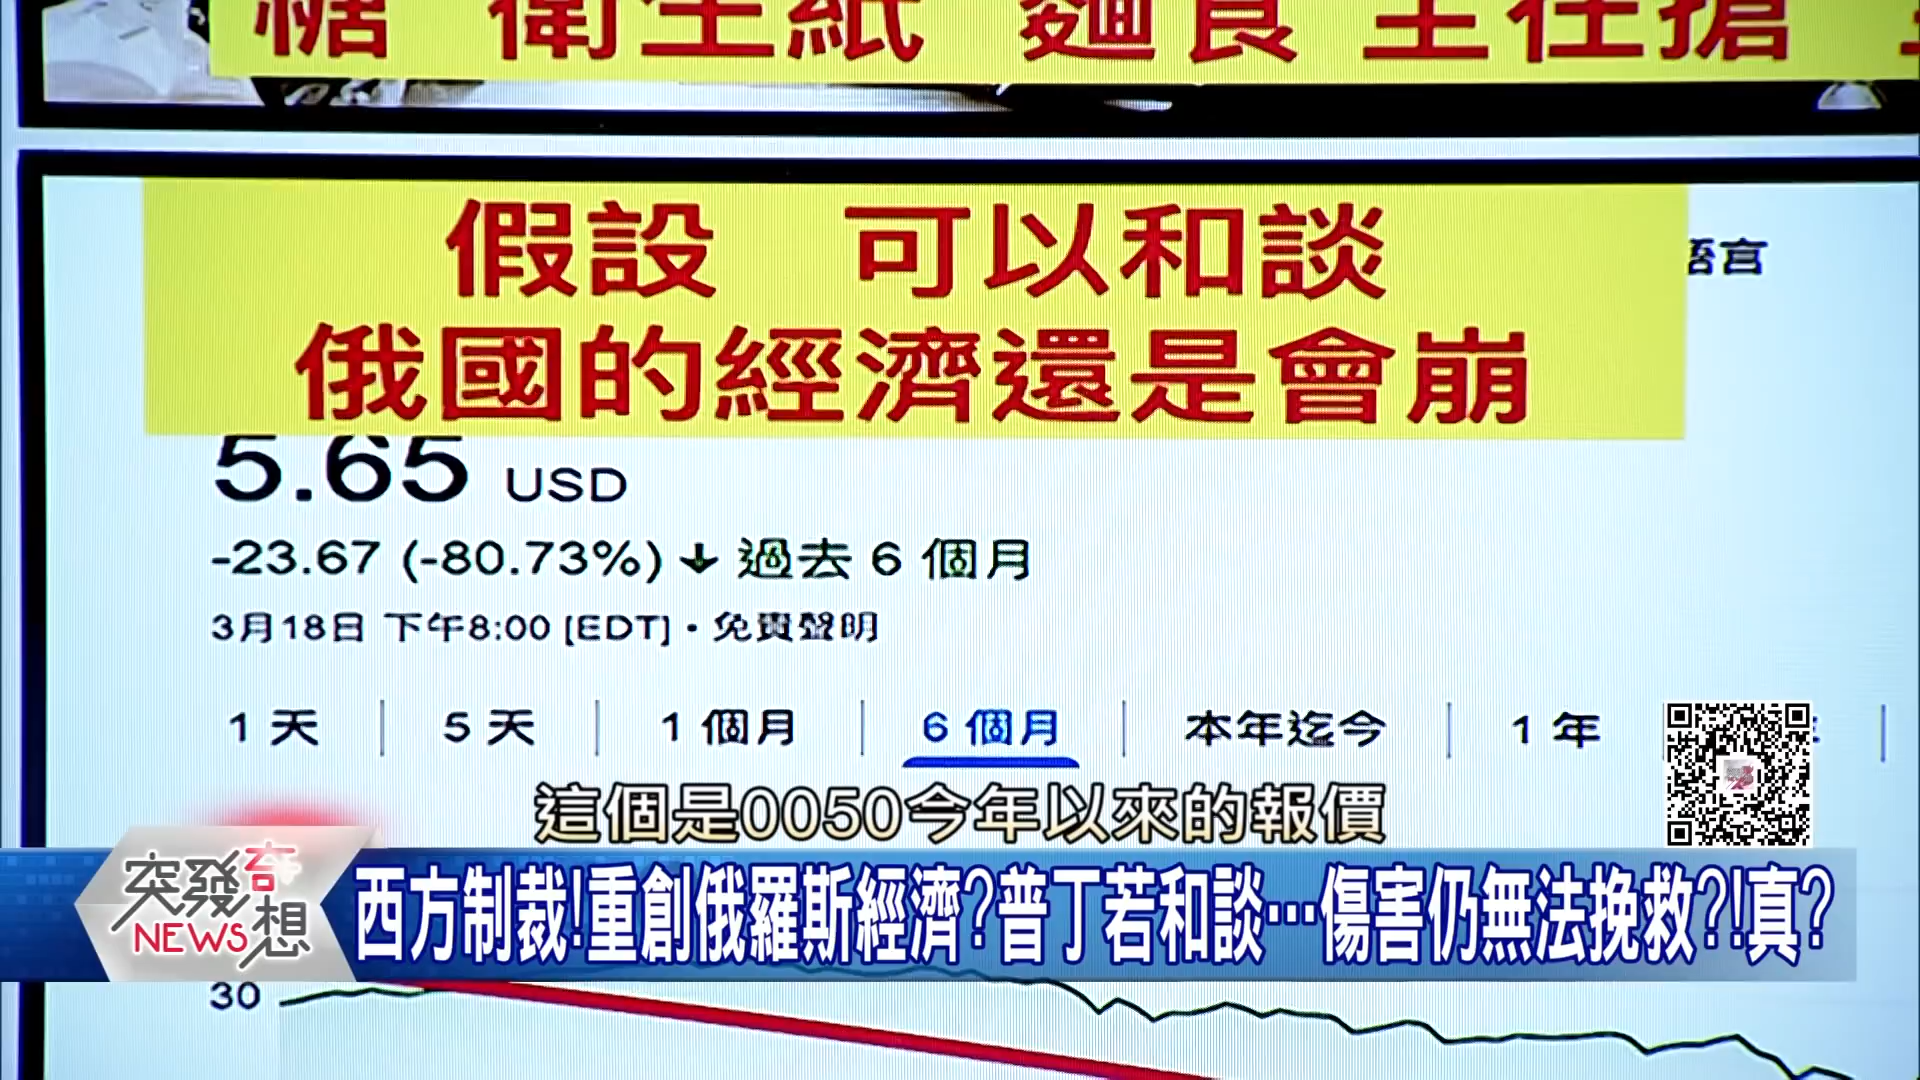 糖 衛生紙 麵食 全在搶
假設 可以和談
俄國的經濟還是會崩
語言
5.65 USD
-23.67 (-80.73%) ↓ 過去 6 個月
3月18日 下午8:00 [EDT]・免責聲明
1 天
5 天
1 個月
6 個月
本年迄今
1 年
這個是0050今年以來的報價
突發奇想
NEWS
西方制裁!重創俄羅斯經濟?普丁若和談…傷害仍無法挽救?!真?
30